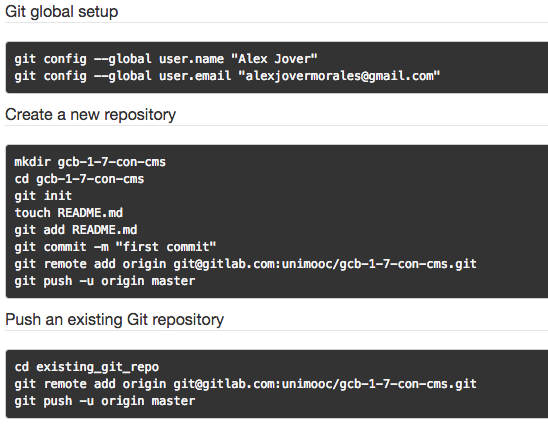 Git global setup
git config --global user.name "Alex Jover"
git config --global user.email "alexjovermorales@gmail.com"
Create a new repository
mkdir gcb-1-7-con-cms
cd gcb-1-7-con-cms
git init
touch README.md
git add README.md
git commit -m "first commit"
git remote add origin git@gitlab.com:unimooc/gcb-1-7-con-cms.git
git push -u origin master
Push an existing Git repository
cd existing_git_repo
git remote add origin git@gitlab.com:unimooc/gcb-1-7-con-cms.git
git push -u origin master